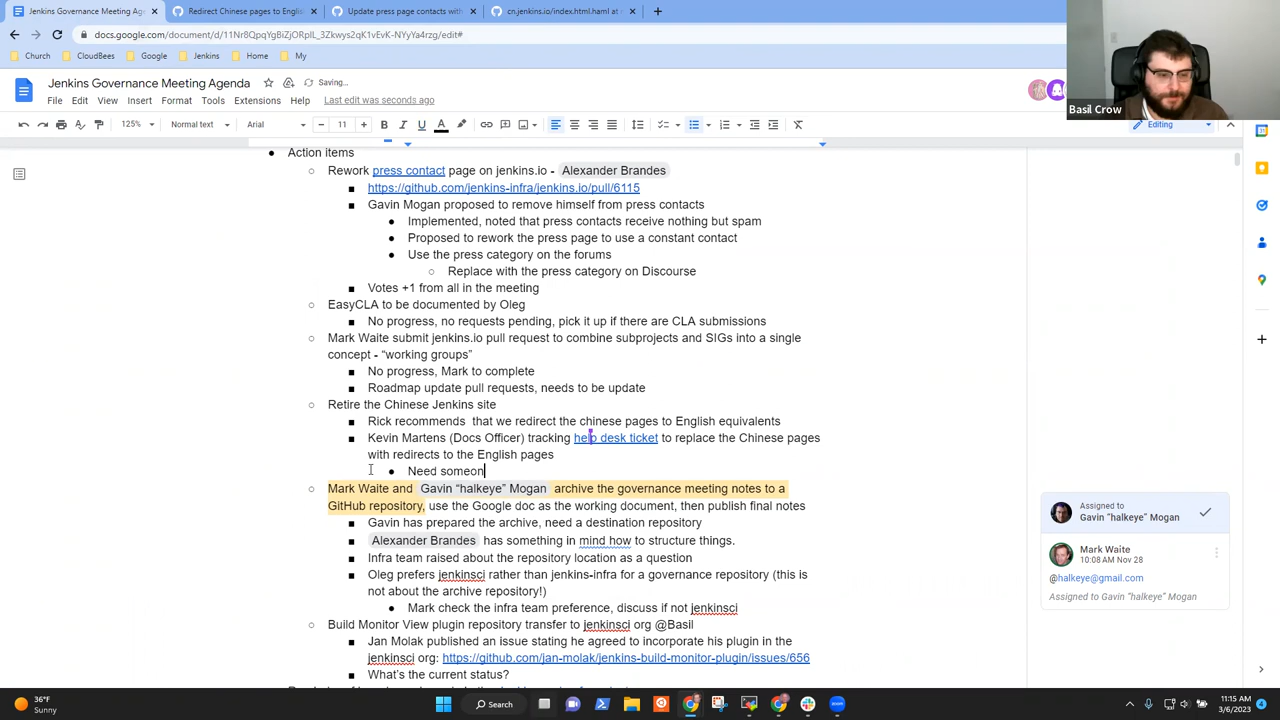 Jenkins Governance Meeting Age
Redirect Chinese pages to English
Update press page contacts with
cn.jenkins.io/index.html.haml at
docs.google.com/document/d/11Nr8QpqYgBiZjORpIL_3Zkwys2qK1-EvK-NYyYa4rzg/edit#
Church
CloudBees
Google
Jenkins
Home
My
Jenkins Governance Meeting Agenda
Saving...
File Edit View Insert Format Tools Extensions Help Last edit was seconds ago
Basil Crow
125% Normal text Arial 11 Editing
Action items
Rework press contact page on jenkins.io - Alexander Brandes
https://github.com/jenkins-infra/jenkins.io/pull/6115
Gavin Mogan proposed to remove himself from press contacts
Implemented, noted that press contacts receive nothing but spam
Proposed to rework the press page to use a constant contact
Use the press category on the forums
Replace with the press category on Discourse
Votes +1 from all in the meeting
EasyCLA to be documented by Oleg
No progress, no requests pending, pick it up if there are CLA submissions
Mark Waite submit jenkins.io pull request to combine subprojects and SIGs into a single
concept - “working groups”
No progress, Mark to complete
Roadmap update pull requests, needs to be update
Retire the Chinese Jenkins site
Rick recommends that we redirect the chinese pages to English equivalents
Kevin Martens (Docs Officer) tracking help desk ticket to replace the Chinese pages
with redirects to the English pages
Need someon
Mark Waite and Gavin “halkeye” Mogan archive the governance meeting notes to a
GitHub repository, use the Google doc as the working document, then publish final notes
Gavin has prepared the archive, need a destination repository
Alexander Brandes has something in mind how to structure things.
Infra team raised about the repository location as a question
Oleg prefers jenkinsci rather than jenkins-infra for a governance repository (this is
not about the archive repository!)
Mark check the infra team preference, discuss if not jenkinsci
Build Monitor View plugin repository transfer to jenkinsci org @Basil
Jan Molak published an issue stating he agreed to incorporate his plugin in the
jenkinsci org: https://github.com/jan-molak/jenkins-build-monitor-plugin/issues/656
What’s the current status?
Assigned to
Gavin “halkeye” Mogan
Mark Waite
10:08 AM Nov 28
@halkeye@gmail.com
Assigned to Gavin “halkeye” Mogan
36°F
Sunny
Search
11:15 AM
3/6/2023